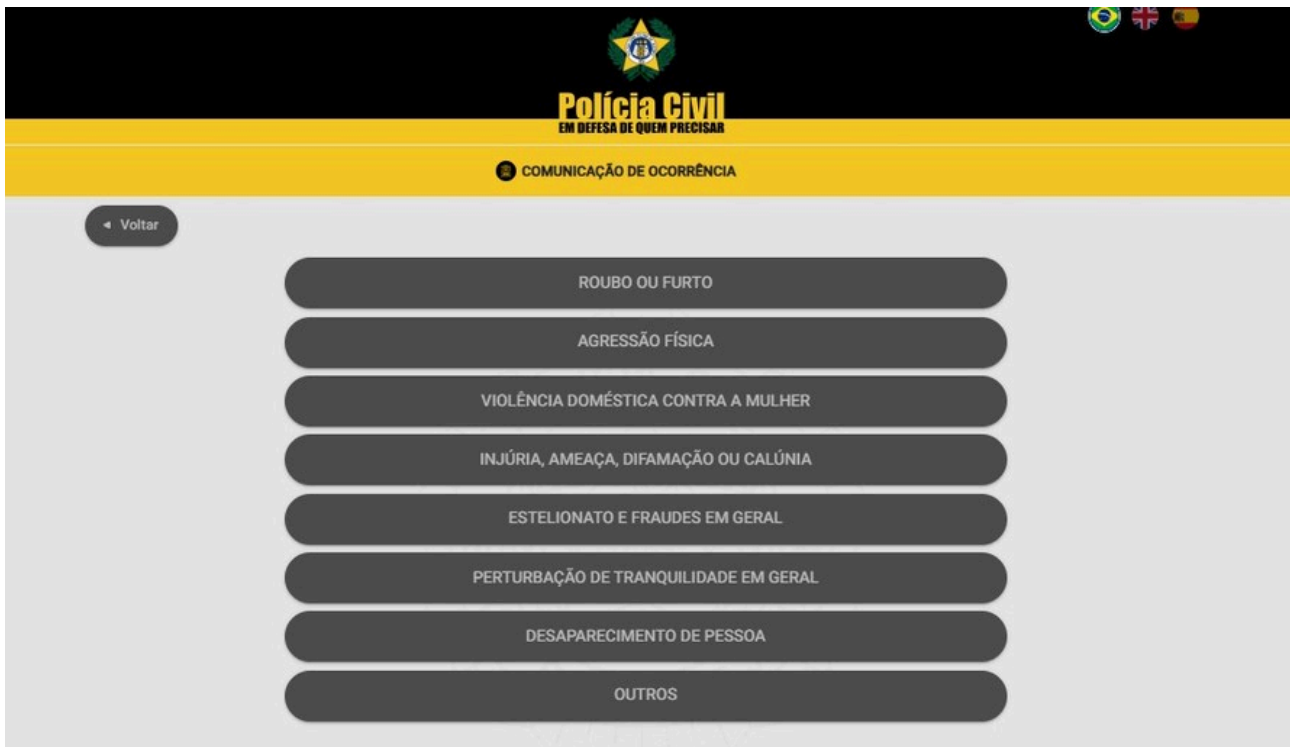 Polícia Civil
EM DEFESA DE QUEM PRECISAR
COMUNICAÇÃO DE OCORRÊNCIA
Voltar
ROUBO OU FURTO
AGRESSÃO FÍSICA
VIOLÊNCIA DOMÉSTICA CONTRA A MULHER
INJÚRIA, AMEAÇA, DIFAMAÇÃO OU CALÚNIA
ESTELIONATO E FRAUDES EM GERAL
PERTURBAÇÃO DE TRANQUILIDADE EM GERAL
DESAPARECIMENTO DE PESSOA
OUTROS